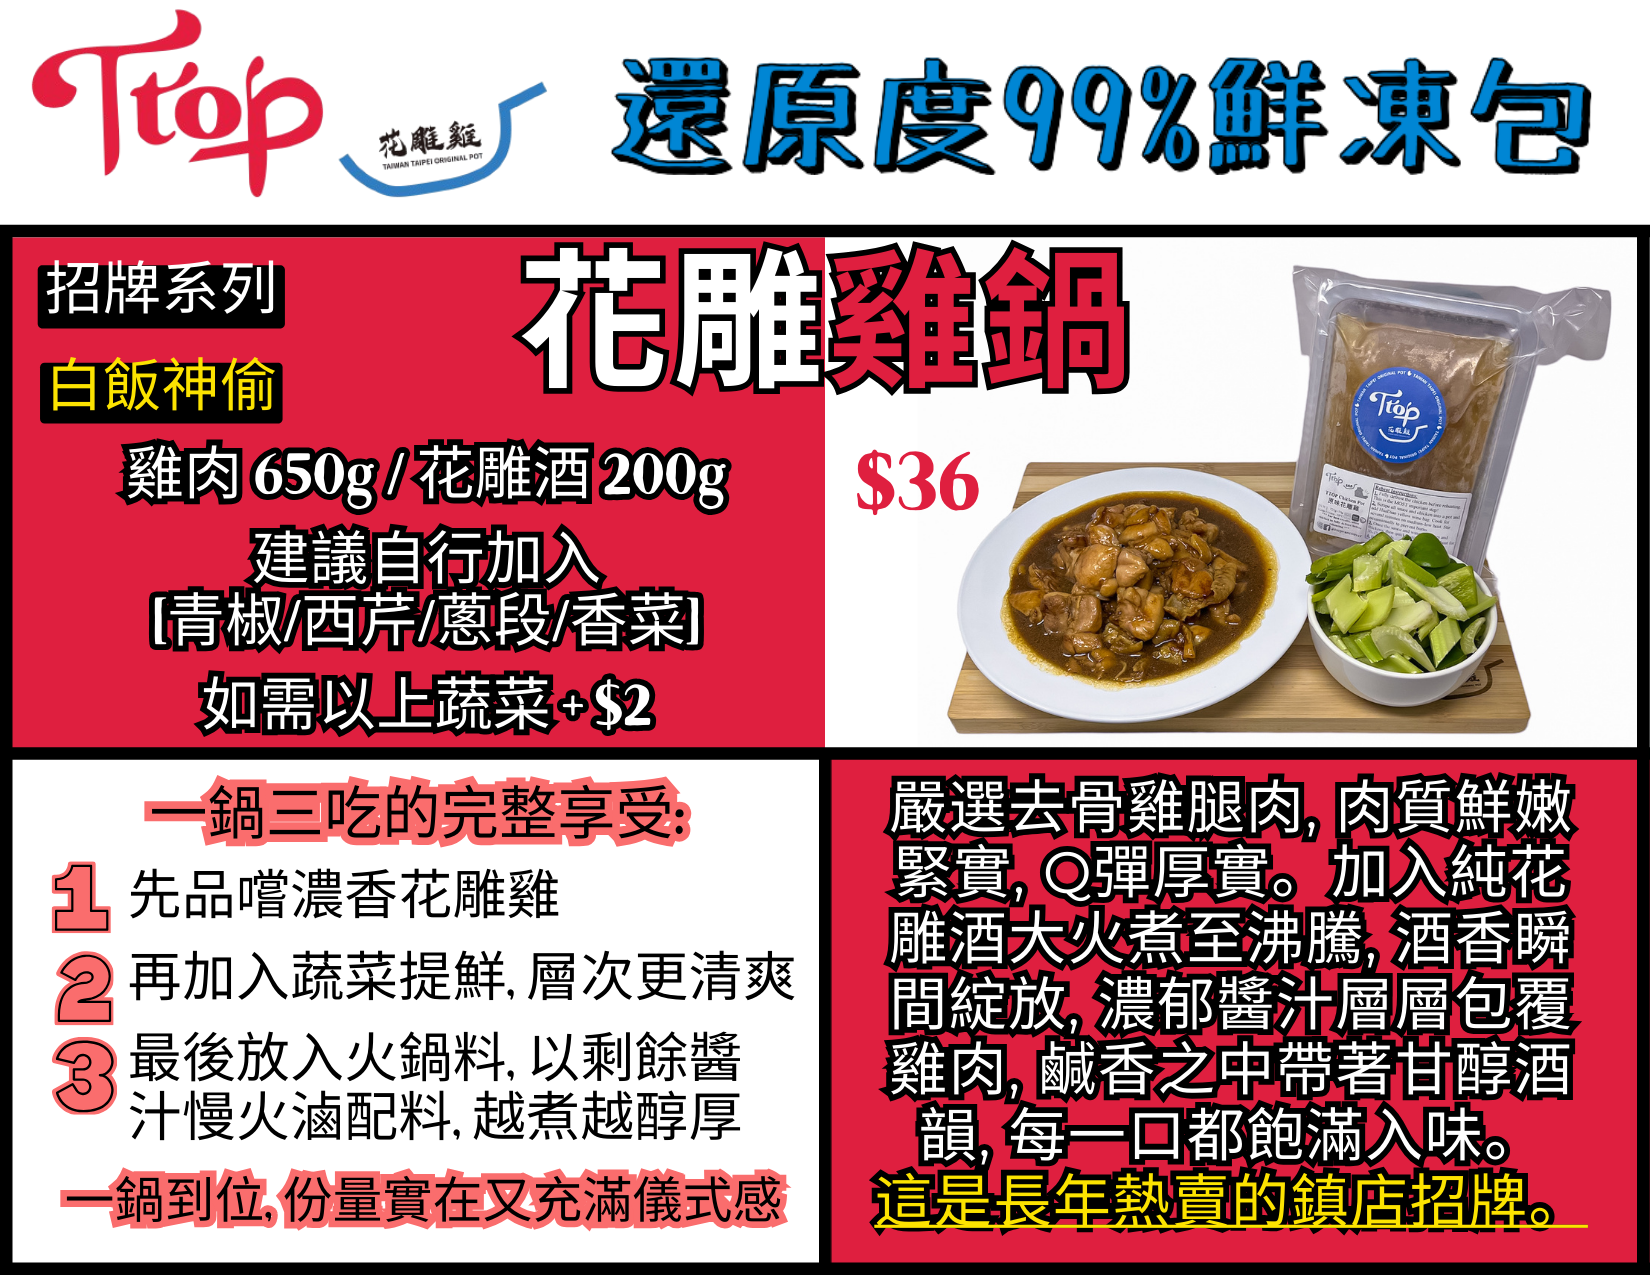 Ttop
花雕雞
TAIWAN TAIPEI ORIGINAL POT
還原度99%鮮凍包
招牌系列
白飯神偷
花雕雞鍋
雞肉 650g / 花雕酒 200g
建議自行加入
[青椒/西芹/蔥段/香菜]
如需以上蔬菜 + $2
$36
Ttop
花雕雞
一鍋三吃的完整享受:
1 先品嚐濃香花雕雞
2 再加入蔬菜提鮮, 層次更清爽
3 最後放入火鍋料, 以剩餘醬
汁慢火滷配料, 越煮越醇厚
一鍋到位, 份量實在又充滿儀式感
嚴選去骨雞腿肉, 肉質鮮嫩
緊實, Q彈厚實。加入純花
雕酒大火煮至沸騰, 酒香瞬
間綻放, 濃郁醬汁層層包覆
雞肉, 鹹香之中帶著甘醇酒
韻, 每一口都飽滿入味。
這是長年熱賣的鎮店招牌。